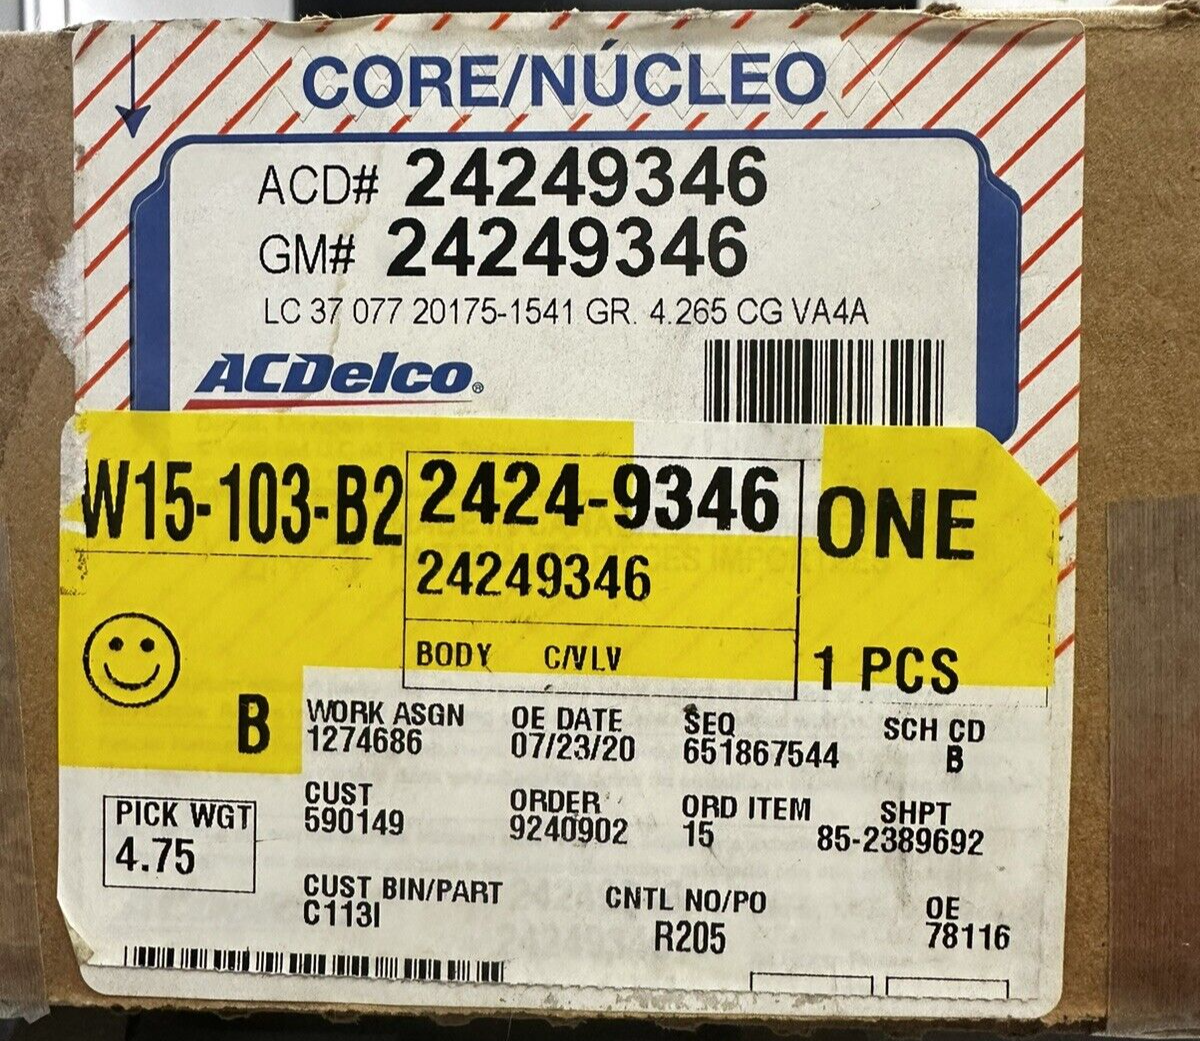 CORE/NÚCLEO
ACD# 24249346
GM# 24249346
LC 37 077 20175-1541 GR. 4.265 CG VA4A
ACDelco®
W15-103-B2
2424-9346
24249346
BODY C/VLV
ONE
1 PCS
B
WORK ASGN
1274686
OE DATE
07/23/20
SEQ
651867544
SCH CD
B
PICK WGT
4.75
CUST
590149
ORDER
9240902
ORD ITEM
15
SHPT
85-2389692
CUST BIN/PART
C113I
CNTL NO/PO
R205
OE
78116